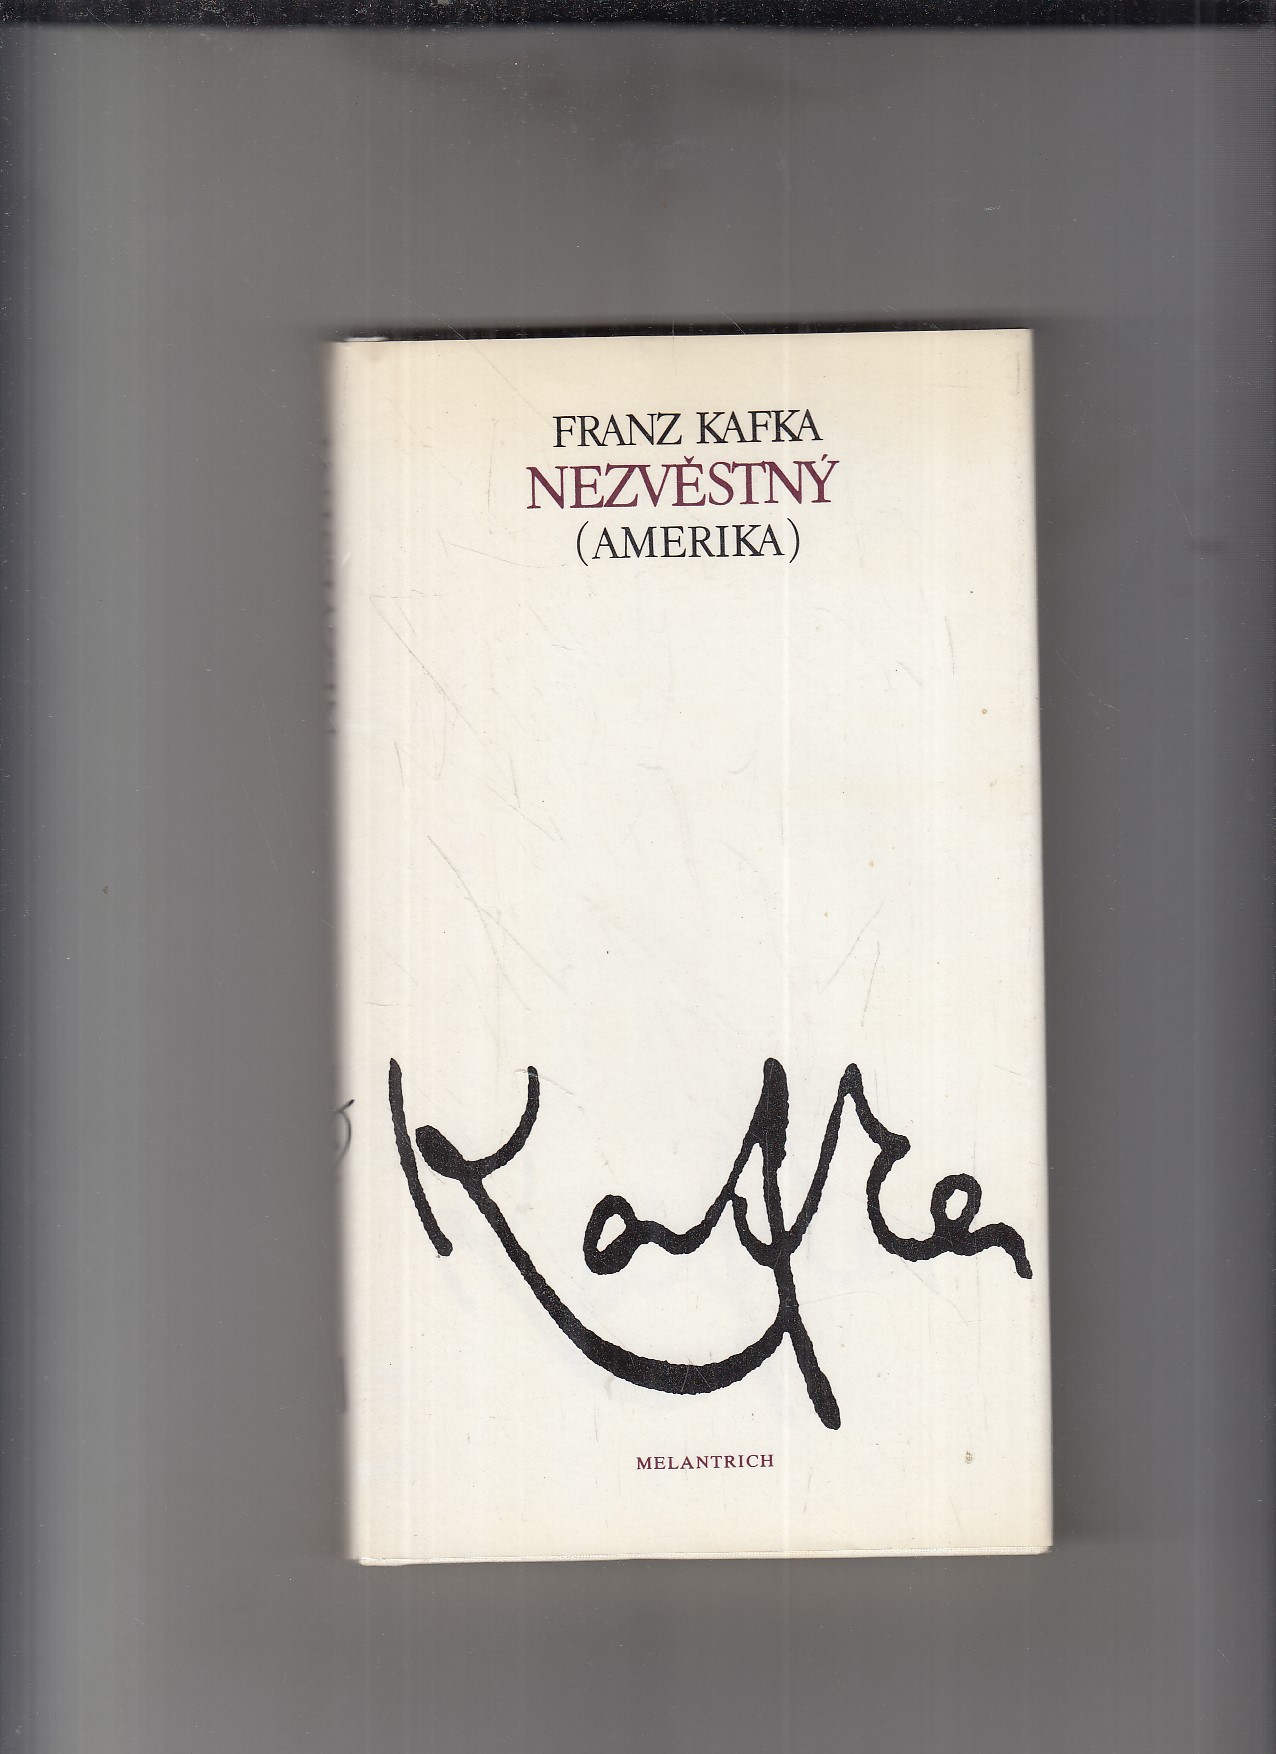 FRANZ KAFKA
NEZVĚSTNÝ
(AMERIKA)
Kafka
MELANTRICH